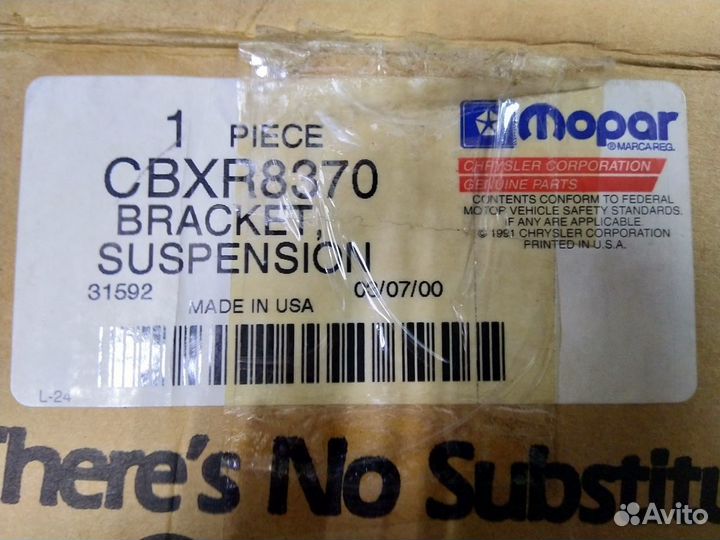 1 PIECE
CBXR8370
BRACKET,
SUSPENSION
31592 03/07/00
MADE IN USA
L-24
Mopar
®MARCA REG.
CHRYSLER CORPORATION
GENUINE PARTS
CONTENTS CONFORM TO FEDERAL
MOTOR VEHICLE SAFETY STANDARDS.
IF ANY ARE APPLICABLE
© 1991 CHRYSLER CORPORATION
PRINTED IN U.S.A.
There's No Substitu
Avito